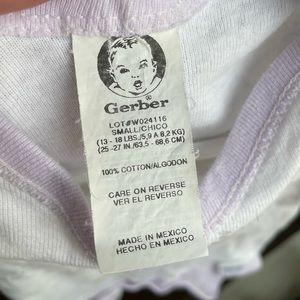 Gerber®
LOT#W024116
SMALL/CHICO
(13 - 18 LBS./5,9 A 8,2 KG)
(25 -27 IN./63,5 - 68,6 CM)
100% COTTON/ALGODON
CARE ON REVERSE
VER EL REVERSO
MADE IN MEXICO
HECHO EN MEXICO